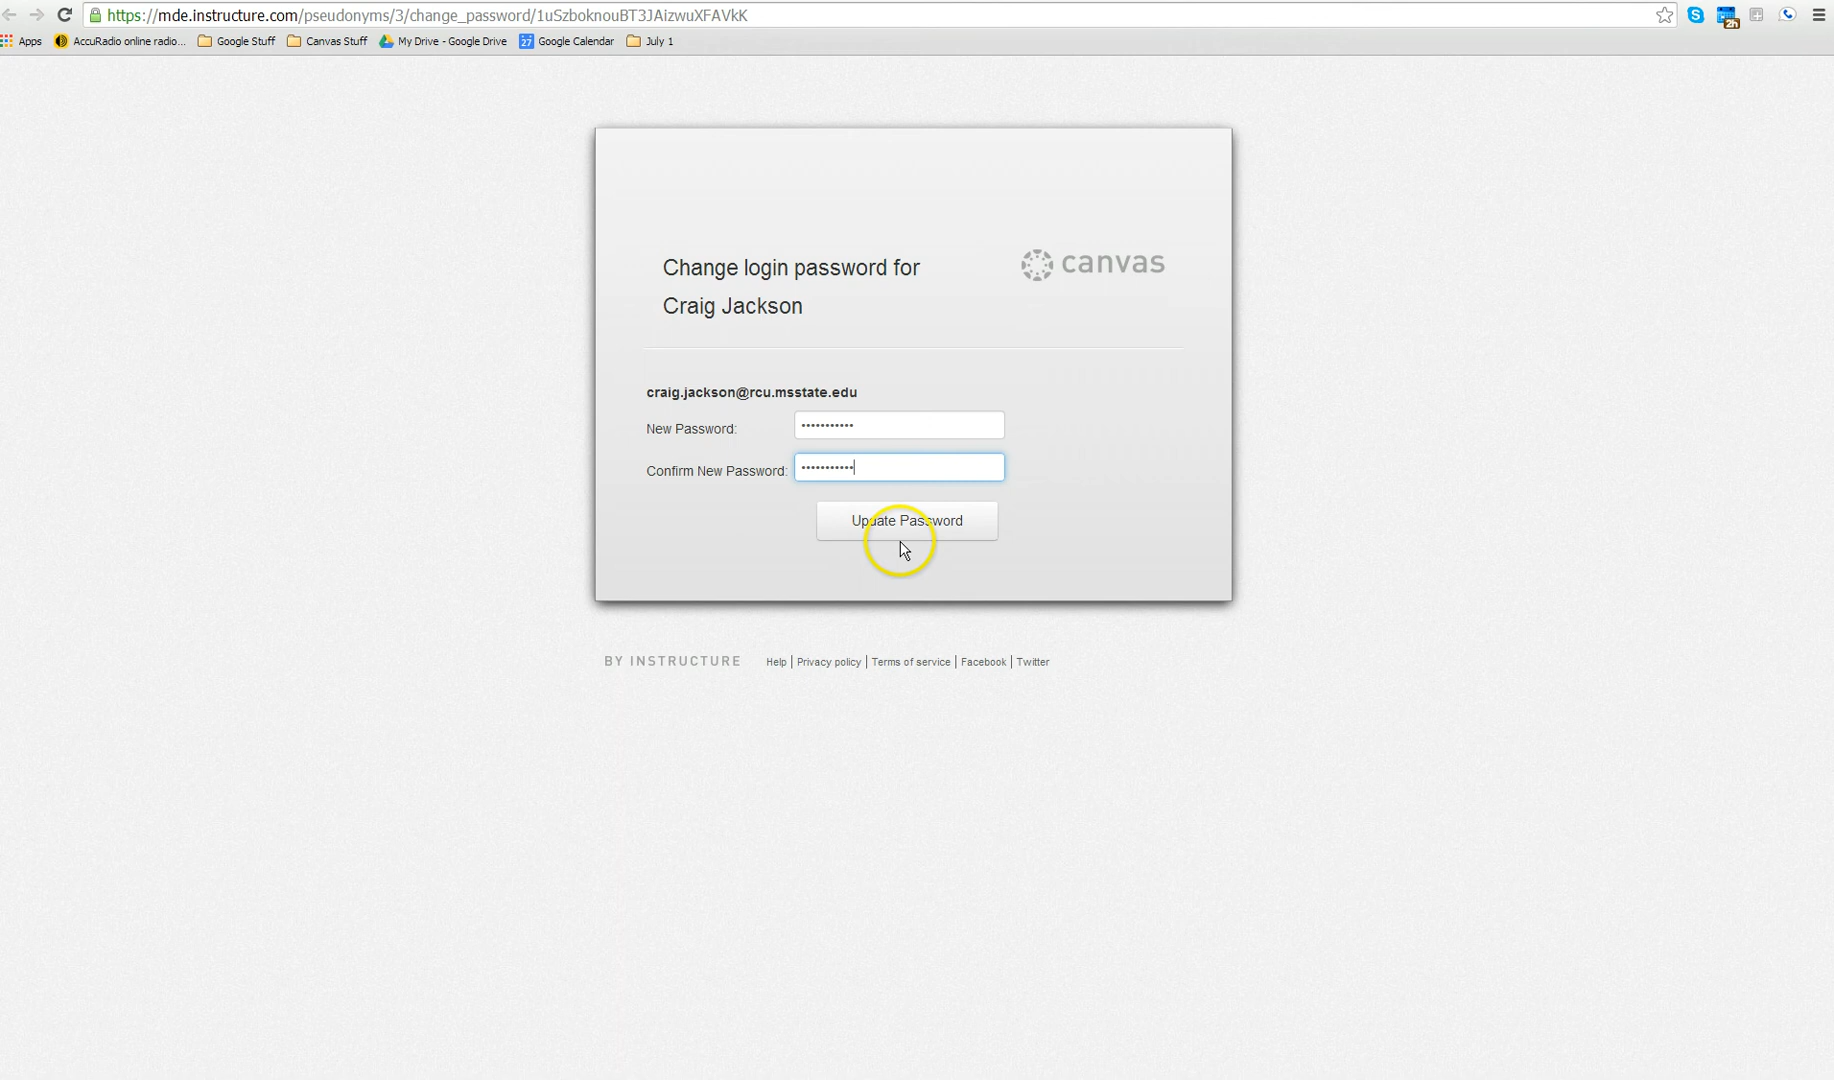 https://mde.instructure.com/pseudonyms/3/change_password/1uSzboknouBT3JAizwuXFAVkK
2h
Apps AccuRadio online radio... Google Stuff Canvas Stuff My Drive - Google Drive 27 Google Calendar July 1
Change login password for canvas
Craig Jackson
craig.jackson@rcu.msstate.edu
New Password: •••••••••••
Confirm New Password: •••••••••••
Update Password
BY INSTRUCTURE Help | Privacy policy | Terms of service | Facebook | Twitter